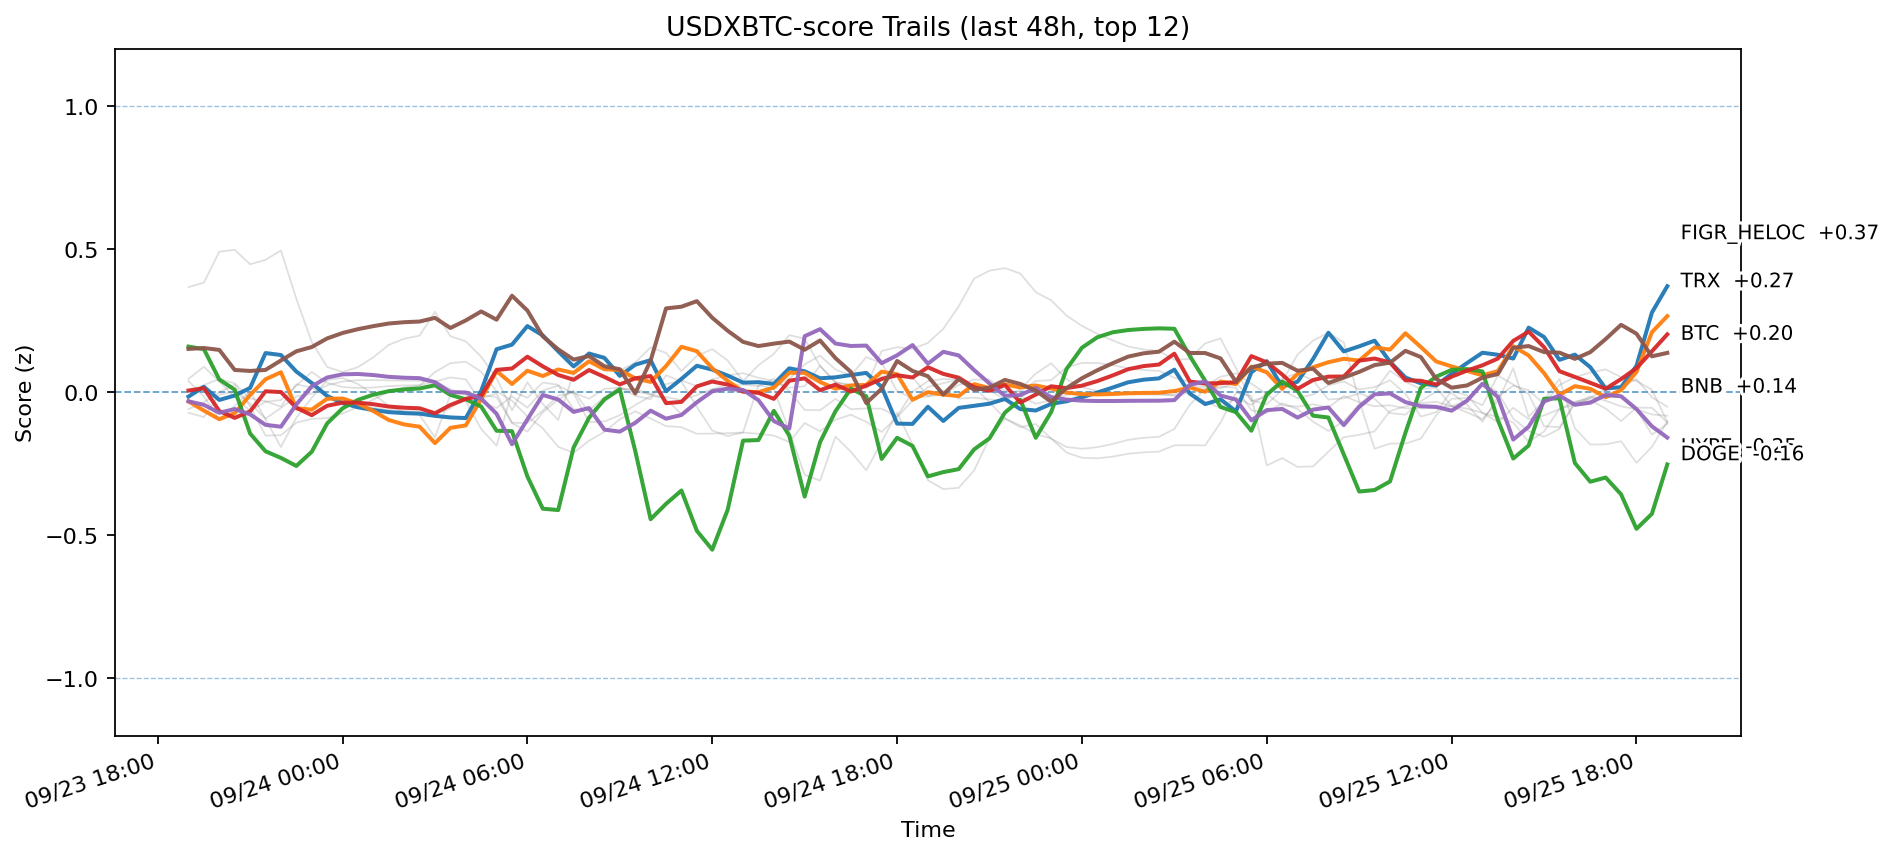 USDXBTC-score Trails (last 48h, top 12)
Score (z)
1.0
0.5
0.0
−0.5
−1.0
FIGR_HELOC +0.37
TRX +0.27
BTC +0.20
BNB +0.14
HYPE -0.25
DOGE -0.16
09/23 18:00
09/24 00:00
09/24 06:00
09/24 12:00
09/24 18:00
09/25 00:00
09/25 06:00
09/25 12:00
09/25 18:00
Time